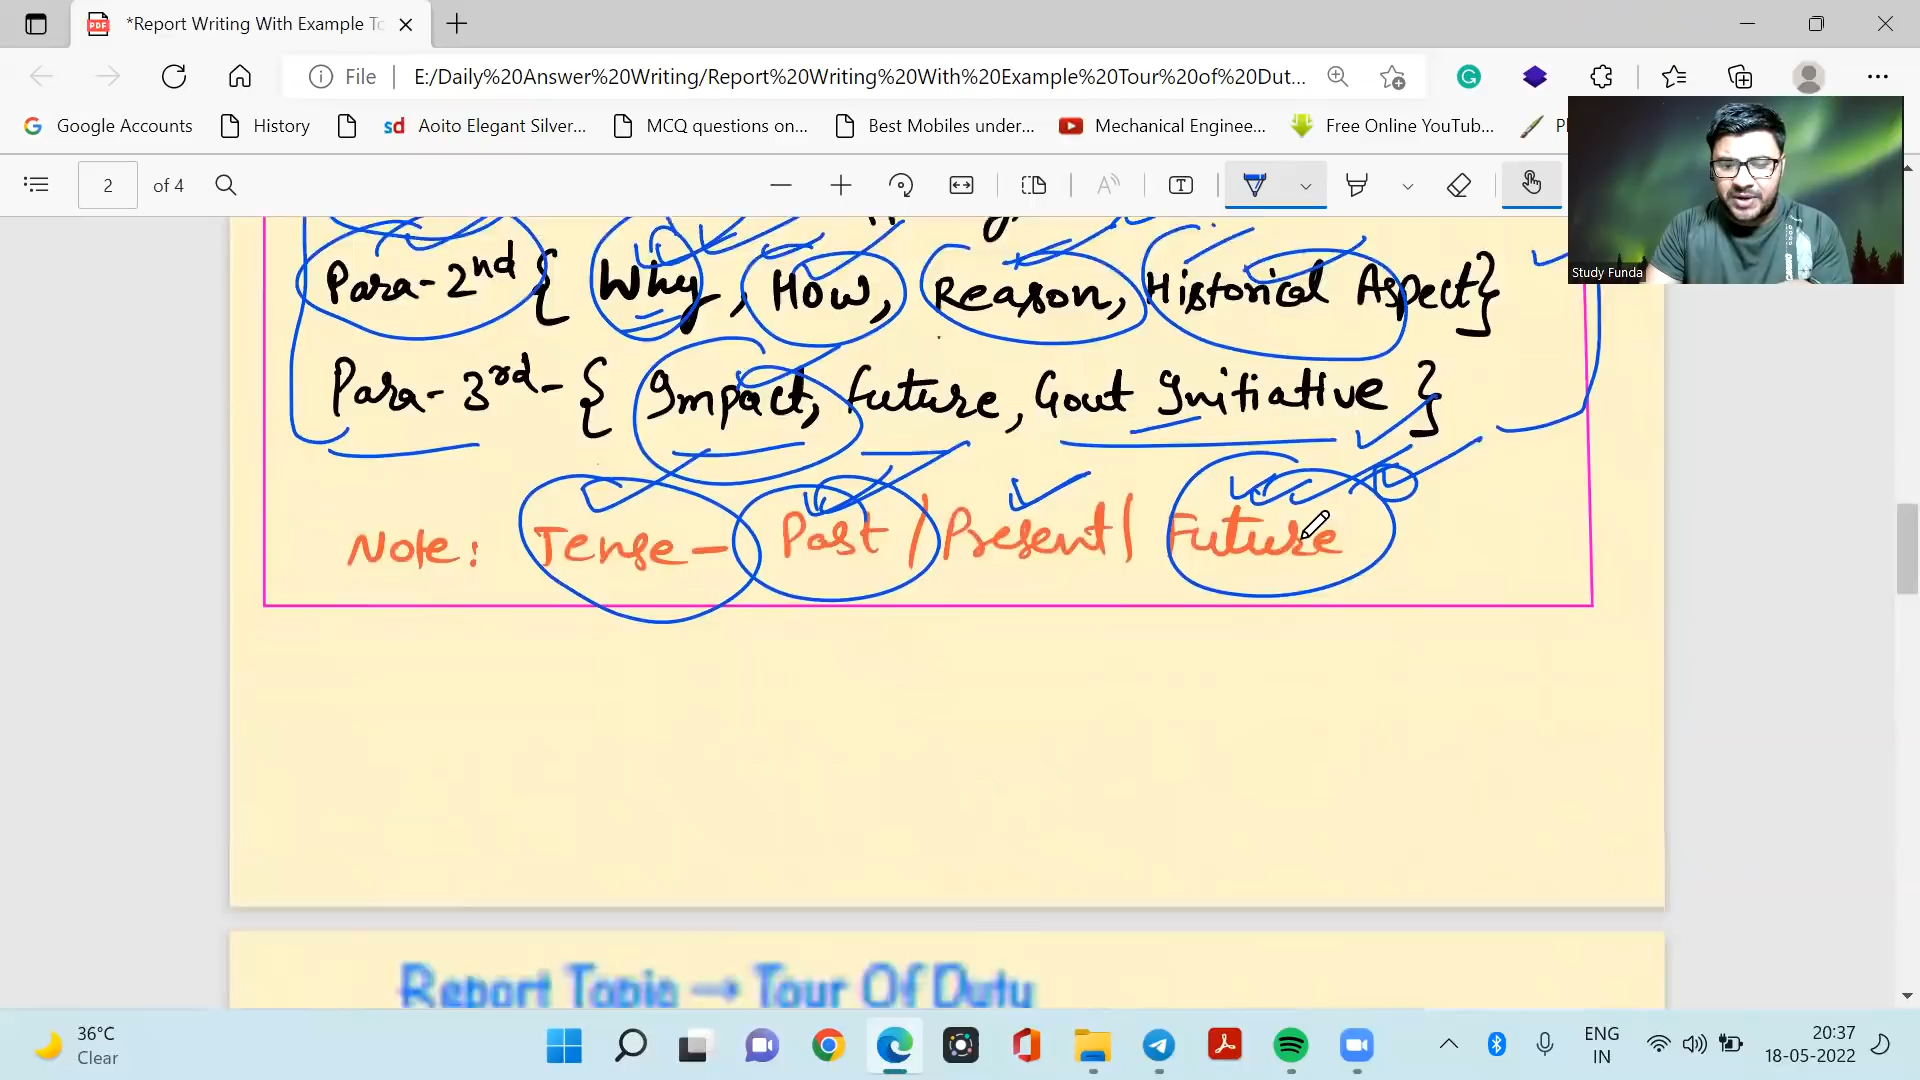 *Report Writing With Example To
File E:/Daily%20Answer%20Writing/Report%20Writing%20With%20Example%20Tour%20of%20Dut...
Google Accounts History Aoito Elegant Silver... MCQ questions on... Best Mobiles under... Mechanical Enginee... Free Online YouTub...
2 of 4
Study Funda
Para-2nd { Why, How, Reason, Historical Aspect}
Para-3rd- { Impact, Future, Govt Initiative }
Note: Tense- Past / Present / Future
Report Topic → Tour Of Duty
36°C
Clear
ENG
IN
20:37
18-05-2022